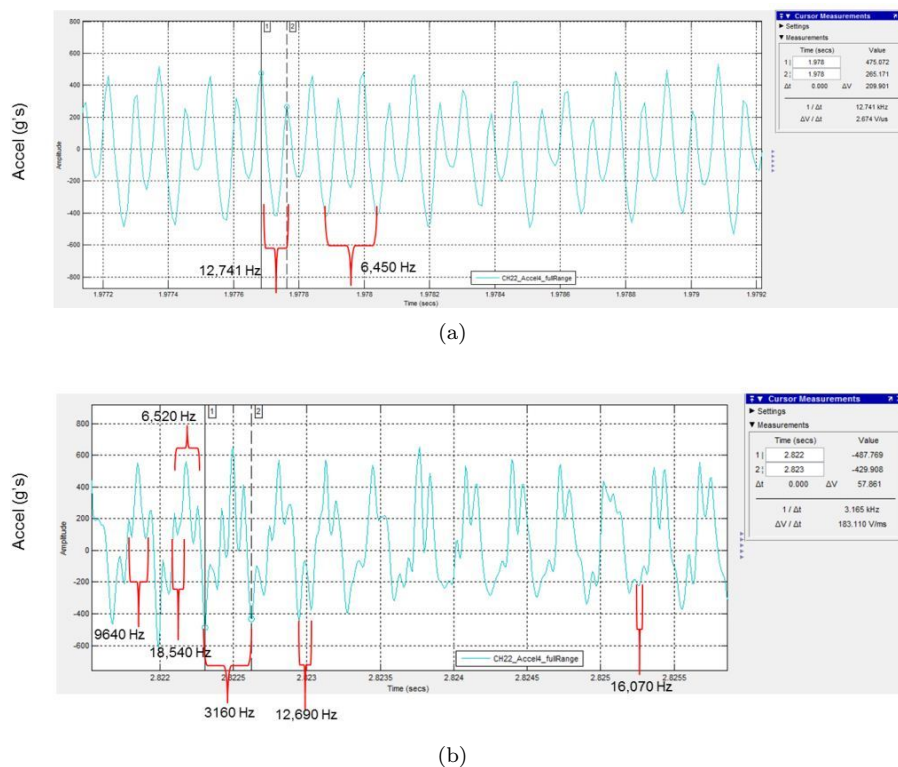 800
600
400
200
0
-200
-400
-600
-800
Accel (g's)
Amplitude
1
2
12,741 Hz
6,450 Hz
CH22_Accel4_fullRange
1.9772
1.9774
1.9776
1.9778
1.978
1.9782
1.9784
1.9786
1.9788
1.979
1.9792
Time (secs)
Cursor Measurements
Settings
Measurements
Time (secs) Value
1 1.978 475.072
2 1.978 265.171
Δt 0.000 ΔV 209.901
1 / Δt 12.741 kHz
ΔV / Δt 2.674 V/us
(a)
800
600
400
200
0
-200
-400
-600
Accel (g's)
Amplitude
6,520 Hz
1
2
9640 Hz
18,540 Hz
3160 Hz
12,690 Hz
16,070 Hz
CH22_Accel4_fullRange
2.822
2.8225
2.823
2.8235
2.824
2.8245
2.825
2.8255
Time (secs)
Cursor Measurements
Settings
Measurements
Time (secs) Value
1 2.822 -487.769
2 2.823 -429.908
Δt 0.000 ΔV 57.861
1 / Δt 3.165 kHz
ΔV / Δt 183.110 V/ms
(b)